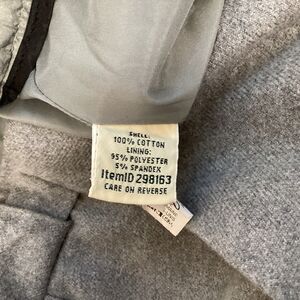 SHELL:
100% COTTON
LINING:
95% POLYESTER
5% SPANDEX
ItemID 298163
CARE ON REVERSE